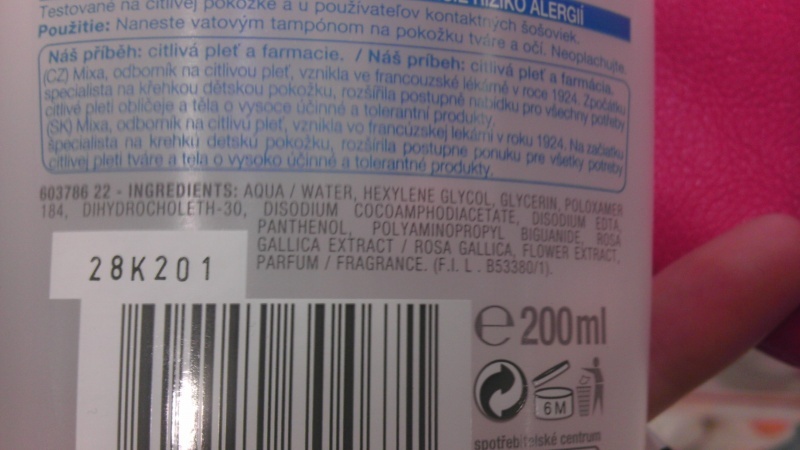 Testované na citlivej pokožke a u používateľov kontaktných šošoviek.
RIZIKO ALERGIÍ
Použitie: Naneste vatovým tampónom na pokožku tváre a očí. Neoplachujte.
Náš příběh: citlivá pleť a farmacie. / Náš príbeh: citlivá pleť a farmácia.
(CZ) Mixa, odborník na citlivou pleť, vznikla ve francouzské lékárně v roce 1924. Zpočátku
specialista na křehkou dětskou pokožku, rozšířila postupně nabídku pro všechny potřeby
citlivé pleti obličeje a těla o vysoce účinné a tolerantní produkty.
(SK) Mixa, odborník na citlivú pleť, vznikla vo francúzskej lekárni v roku 1924. Na začiatku
špecialista na krehkú detskú pokožku, rozšírila postupne ponuku pre všetky potreby
citlivej pleti tváre a tela o vysoko účinné a tolerantné produkty.
603786 22 - INGREDIENTS: AQUA / WATER, HEXYLENE GLYCOL, GLYCERIN, POLOXAMER
184, DIHYDROCHOLETH-30, DISODIUM COCOAMPHODIACETATE, DISODIUM EDTA,
PANTHENOL, POLYAMINOPROPYL BIGUANIDE, ROSA
GALLICA EXTRACT / ROSA GALLICA, FLOWER EXTRACT,
PARFUM / FRAGRANCE. (F.I.L. B53380/1).
28K201
e 200ml
6M
spotřebitelské centrum